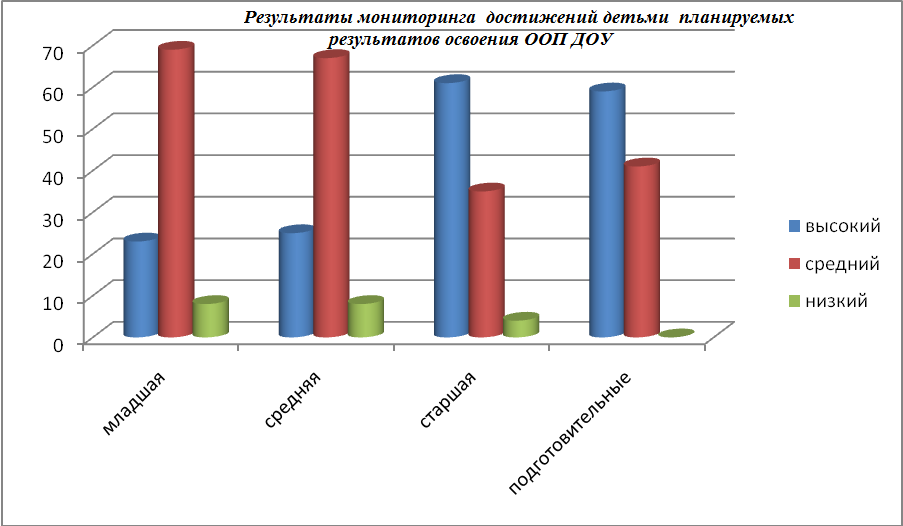 Результаты мониторинга достижений детьми планируемых
результатов освоения ООП ДОУ
70
60
50
40
30
20
10
0
младшая
средняя
старшая
подготовительные
высокий
средний
низкий